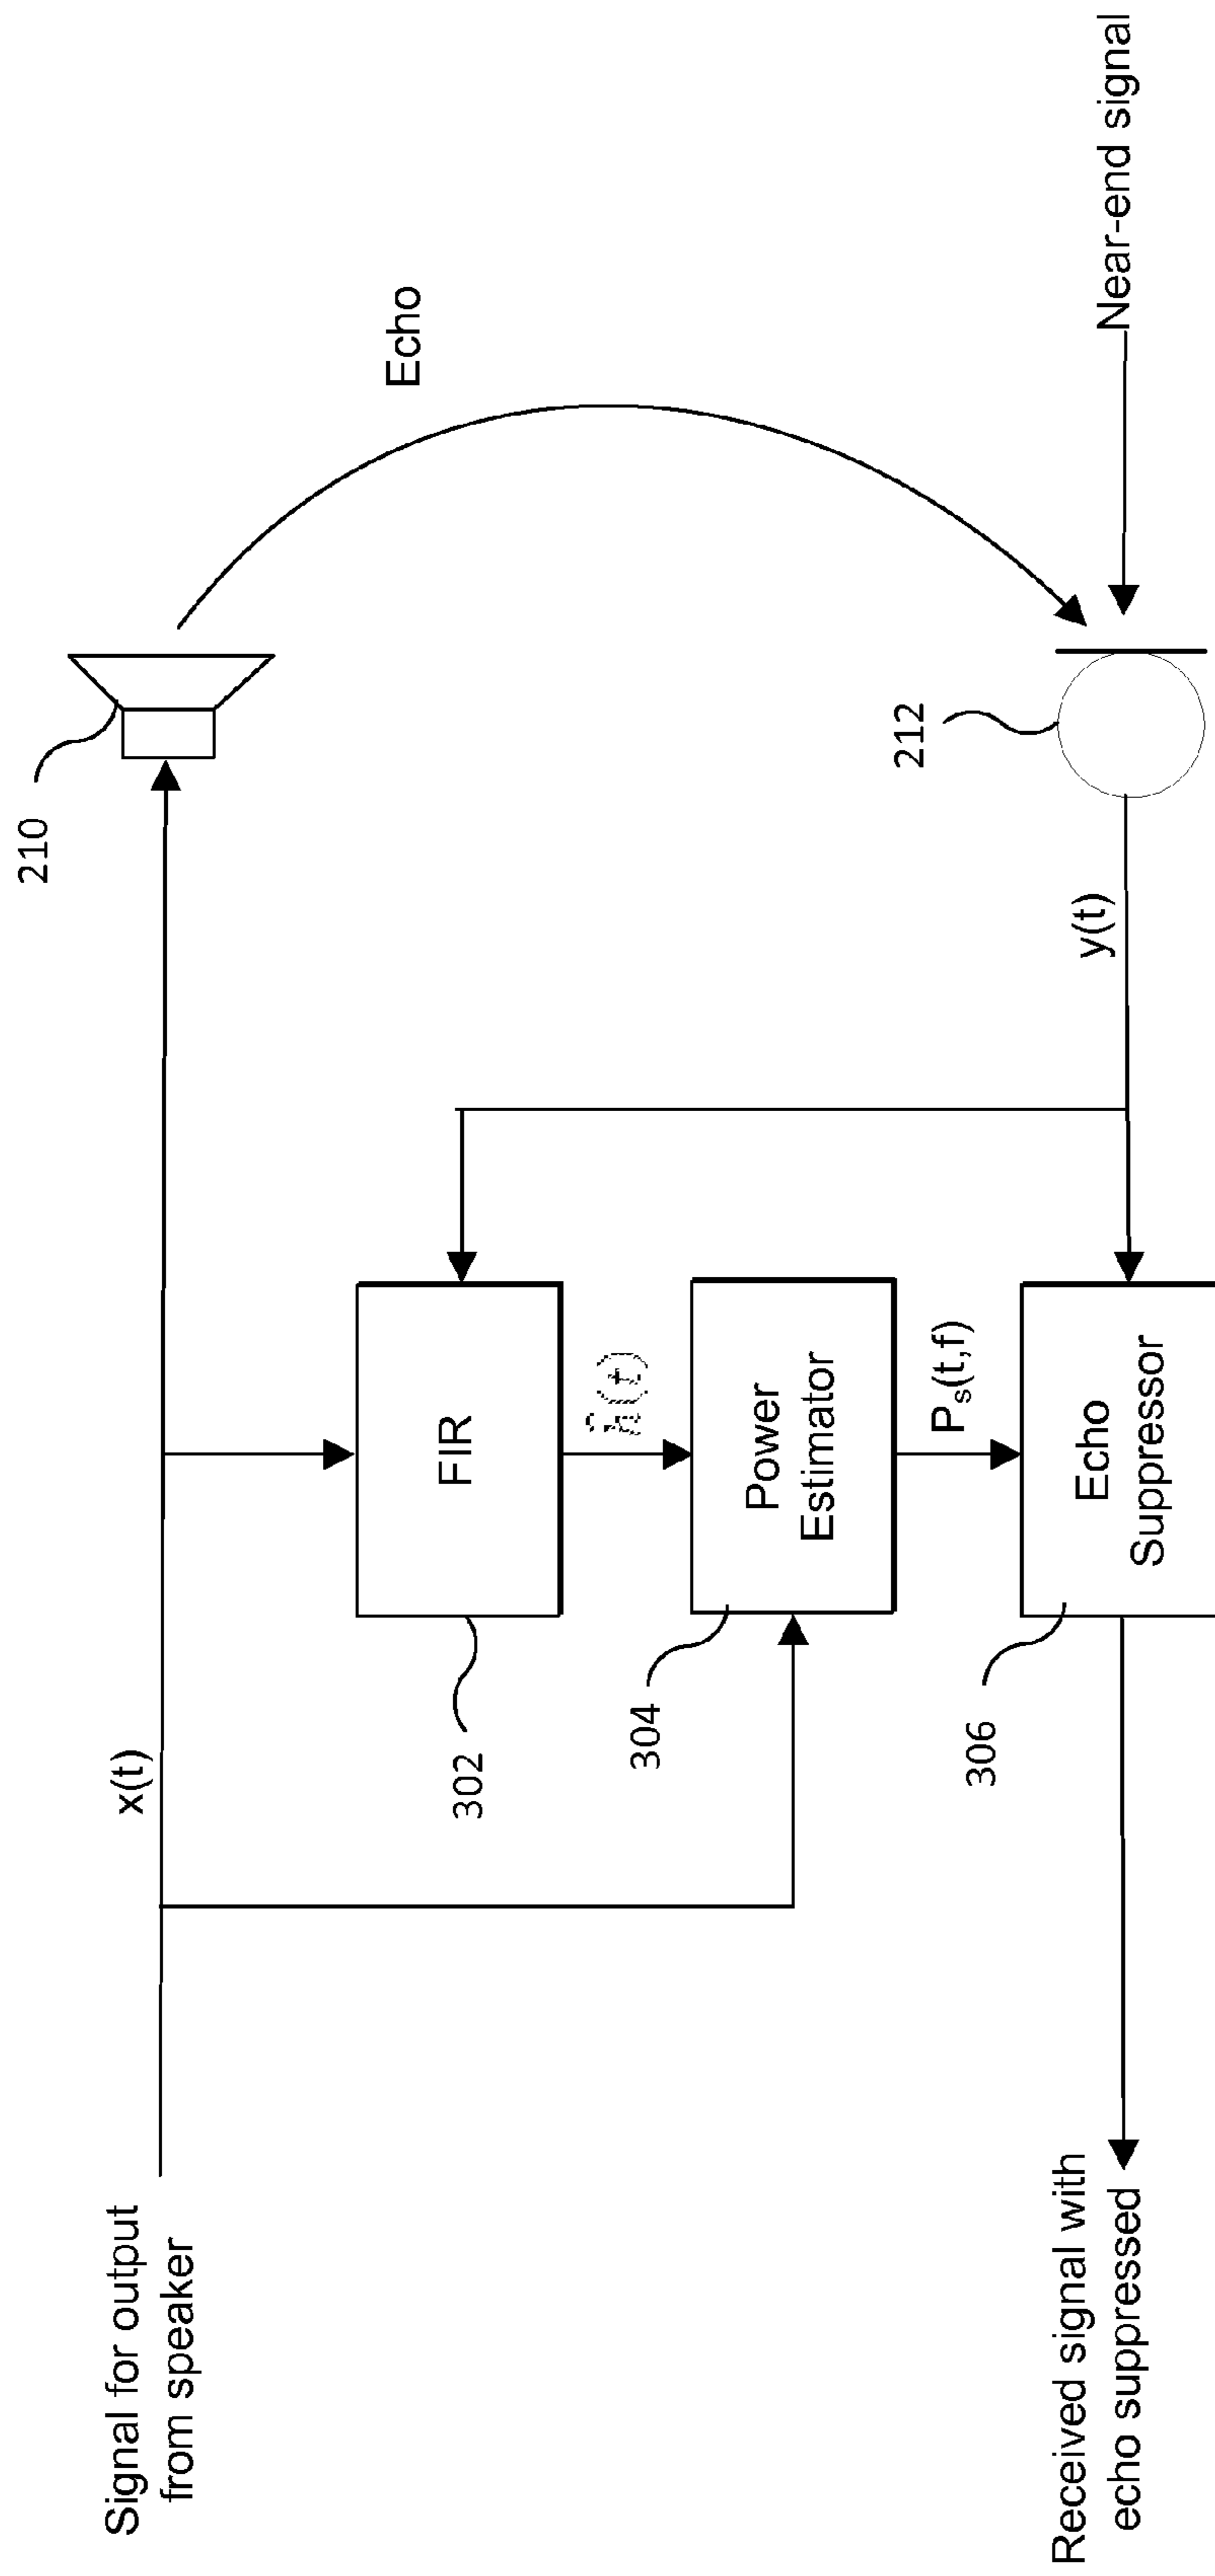 Signal for output
from speaker
x(t)
210
Echo
302
FIR
ĥ(t)
304
Power
Estimator
Pₛ(t,f)
306
Echo
Suppressor
y(t)
212
Near-end signal
Received signal with
echo suppressed